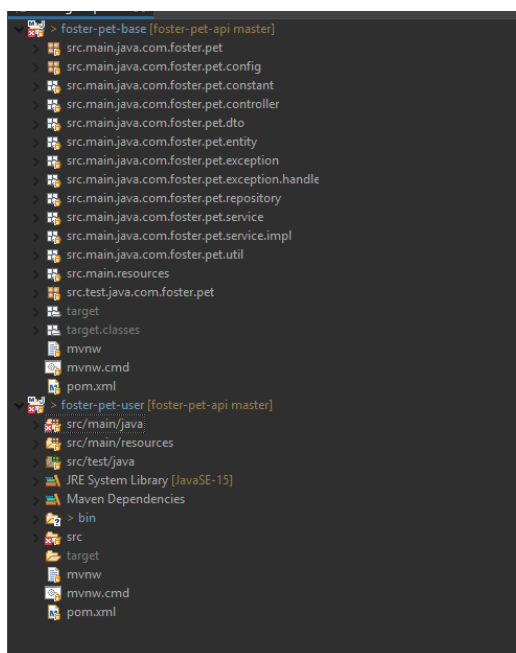 > foster-pet-base [foster-pet-api master]
src.main.java.com.foster.pet
src.main.java.com.foster.pet.config
src.main.java.com.foster.pet.constant
src.main.java.com.foster.pet.controller
src.main.java.com.foster.pet.dto
src.main.java.com.foster.pet.entity
src.main.java.com.foster.pet.exception
src.main.java.com.foster.pet.exception.handle
src.main.java.com.foster.pet.repository
src.main.java.com.foster.pet.service
src.main.java.com.foster.pet.service.impl
src.main.java.com.foster.pet.util
src.main.resources
src.test.java.com.foster.pet
target
target.classes
mvnw
mvnw.cmd
pom.xml
> foster-pet-user [foster-pet-api master]
src/main/java
src/main/resources
src/test/java
JRE System Library [JavaSE-15]
Maven Dependencies
> bin
src
target
mvnw
mvnw.cmd
pom.xml